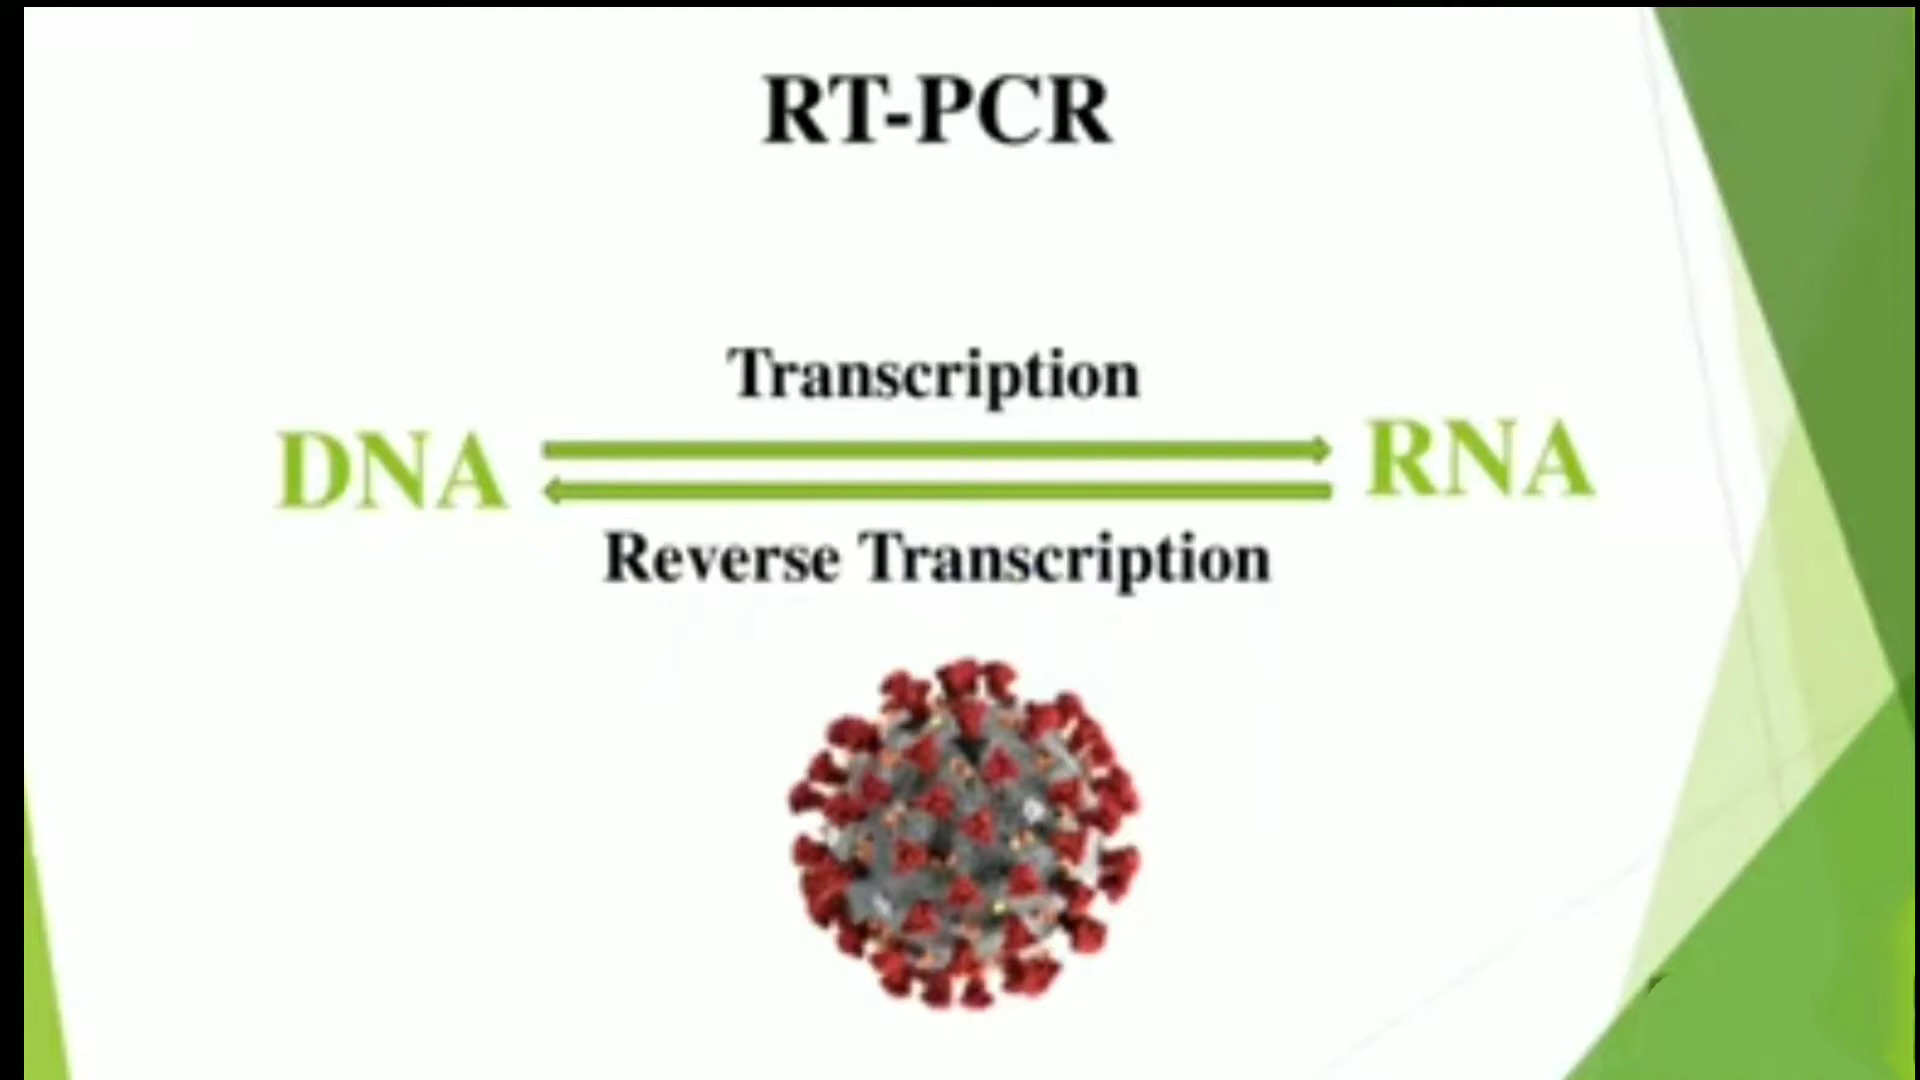 RT-PCR
Transcription
DNA
RNA
Reverse Transcription